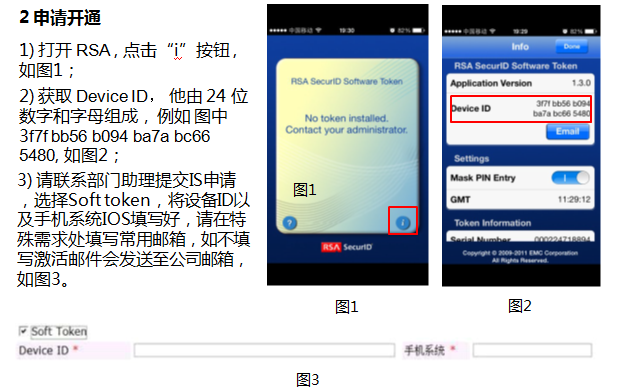 2 申请开通
1) 打开 RSA , 点击“i”按钮 ,
如图1 ;
2) 获取 Device ID， 他由 24 位
数字和字母组成 , 例如 图中
3f7f bb56 b094 ba7a bc66
5480, 如图2 ;
3) 请联系部门助理提交IS申请
, 选择Soft token , 将设备ID以
及手机系统IOS填写好 , 请在特
殊需求处填写常用邮箱 , 如不填
写激活邮件会发送至公司邮箱 ,
如图3。
中国移动 19:30 82%
RSA SecurID Software Token
No token installed.
Contact your administrator.
图1
?
i
RSA SecurID
图1
中国移动 19:29 82%
Info
Done
RSA SecurID Software Token
Application Version 1.3.0
Device ID 3f7f bb56 b094
ba7a bc66 5480
Email
Settings
Mask PIN Entry
GMT 11:29:12
Token Information
Serial Number 000224718894
Copyright © 2009-2011 EMC Corporation
All Rights Reserved.
图2
Soft Token
Device ID * 手机系统 *
图3